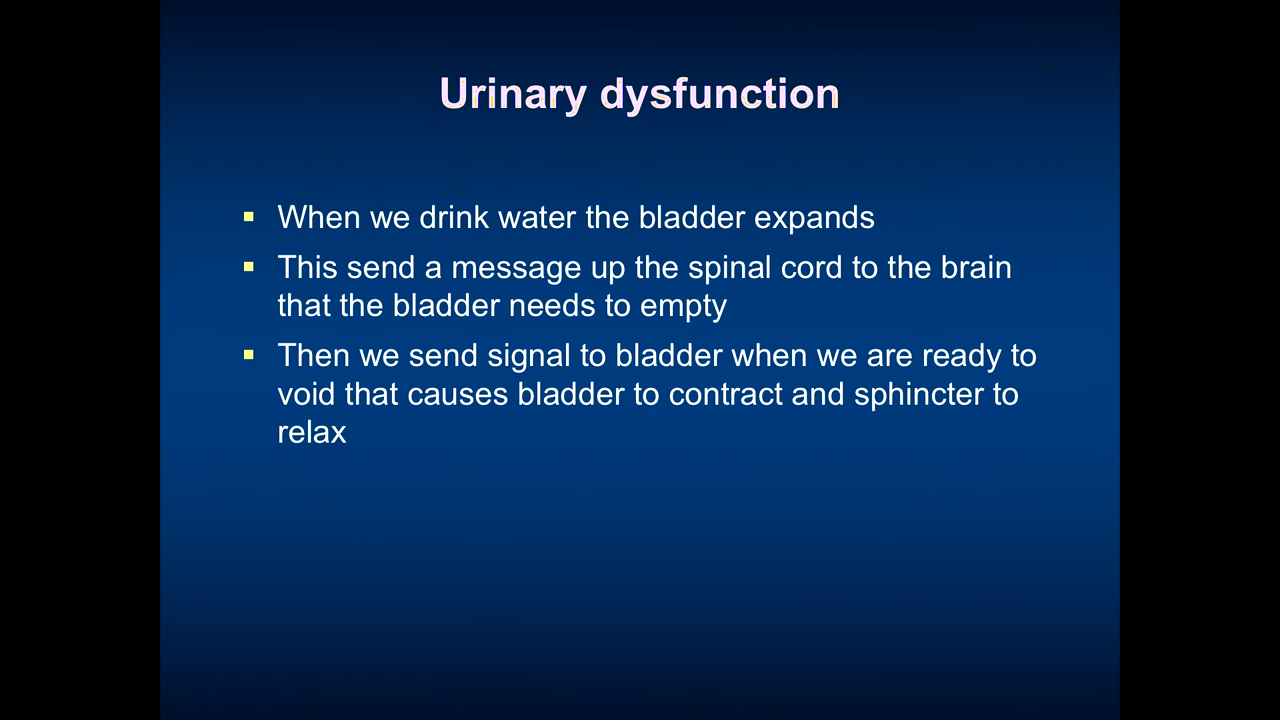 Urinary dysfunction
When we drink water the bladder expands
This send a message up the spinal cord to the brain
that the bladder needs to empty
Then we send signal to bladder when we are ready to
void that causes bladder to contract and sphincter to
relax